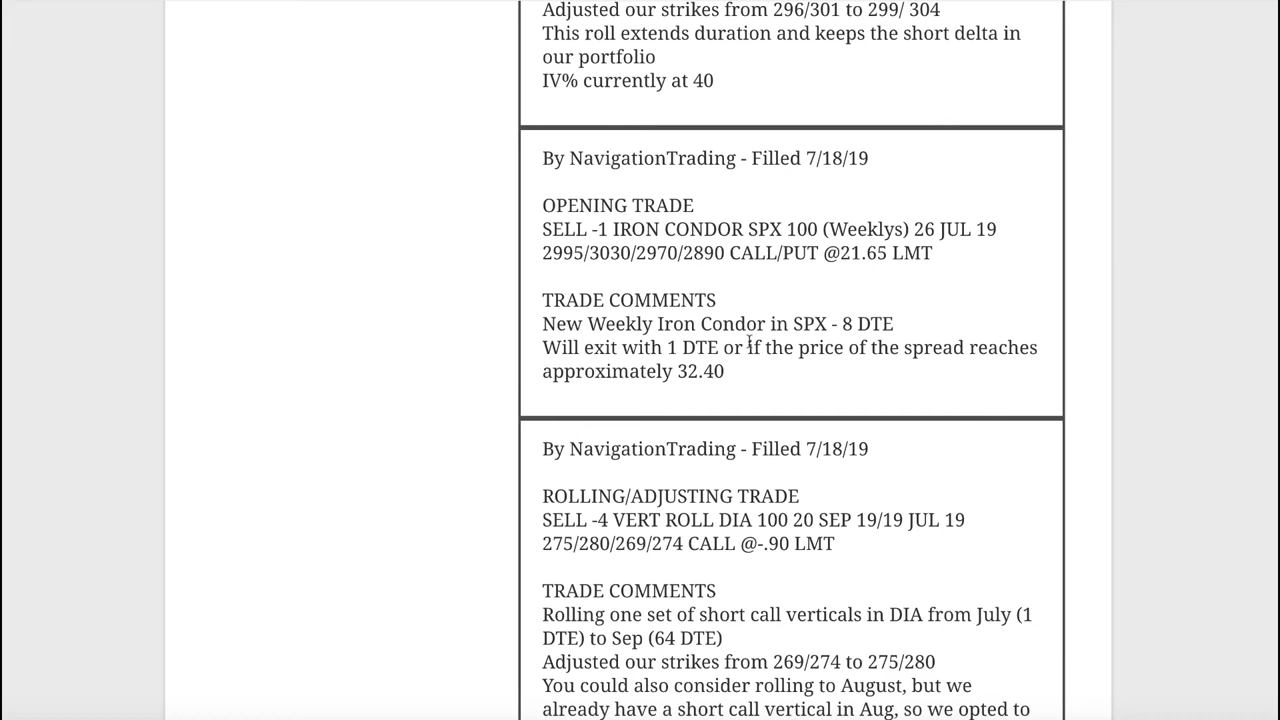 Adjusted our strikes from 296/301 to 299/ 304
This roll extends duration and keeps the short delta in
our portfolio
IV% currently at 40
By NavigationTrading - Filled 7/18/19
OPENING TRADE
SELL -1 IRON CONDOR SPX 100 (Weeklys) 26 JUL 19
2995/3030/2970/2890 CALL/PUT @21.65 LMT
TRADE COMMENTS
New Weekly Iron Condor in SPX - 8 DTE
Will exit with 1 DTE or if the price of the spread reaches
approximately 32.40
By NavigationTrading - Filled 7/18/19
ROLLING/ADJUSTING TRADE
SELL -4 VERT ROLL DIA 100 20 SEP 19/19 JUL 19
275/280/269/274 CALL @-.90 LMT
TRADE COMMENTS
Rolling one set of short call verticals in DIA from July (1
DTE) to Sep (64 DTE)
Adjusted our strikes from 269/274 to 275/280
You could also consider rolling to August, but we
already have a short call vertical in Aug, so we opted to